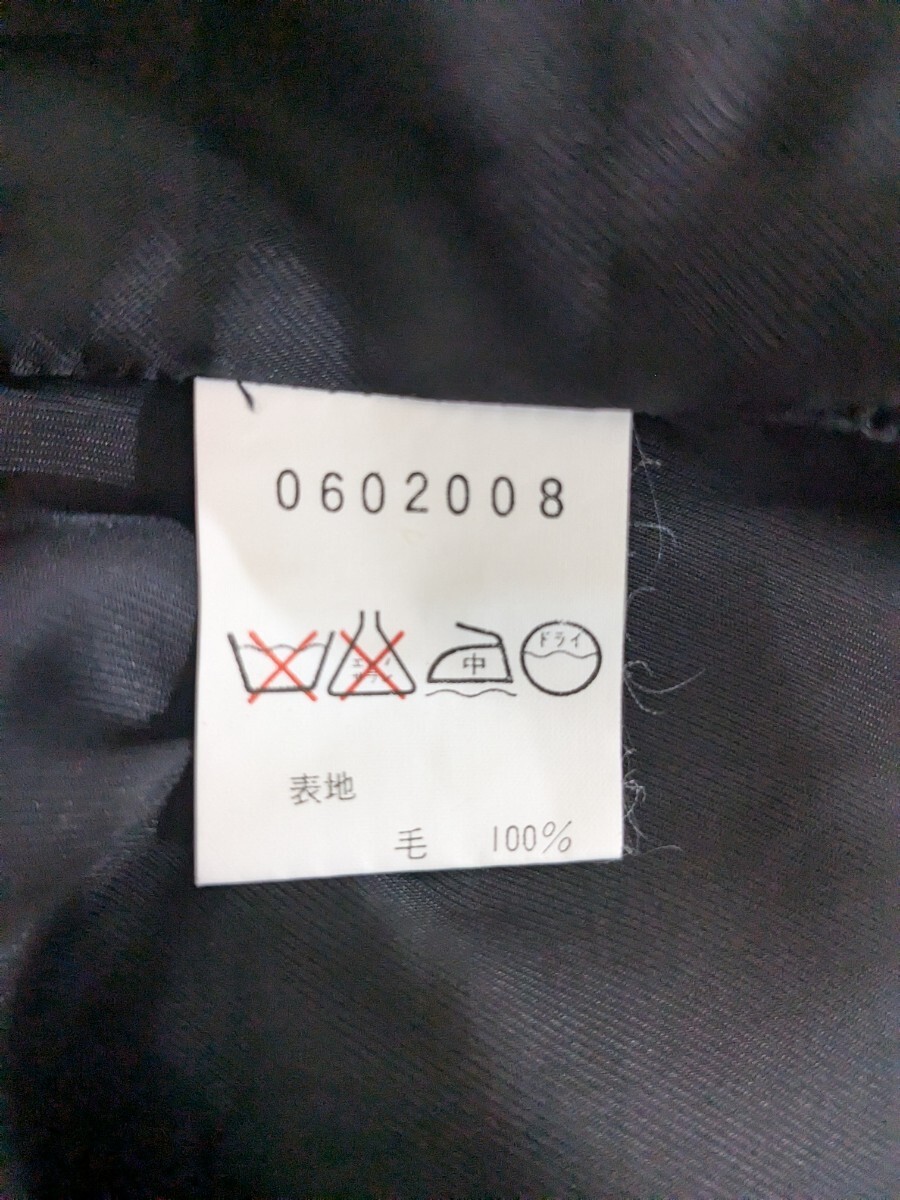 0602008
中 ドライ
表地
毛 100%